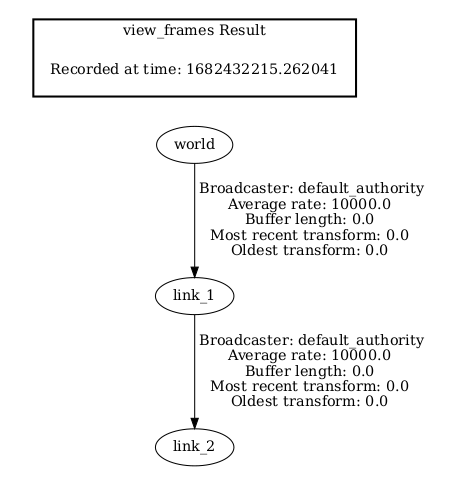 view_frames Result
Recorded at time: 1682432215.262041
world
Broadcaster: default_authority
Average rate: 10000.0
Buffer length: 0.0
Most recent transform: 0.0
Oldest transform: 0.0
link_1
Broadcaster: default_authority
Average rate: 10000.0
Buffer length: 0.0
Most recent transform: 0.0
Oldest transform: 0.0
link_2